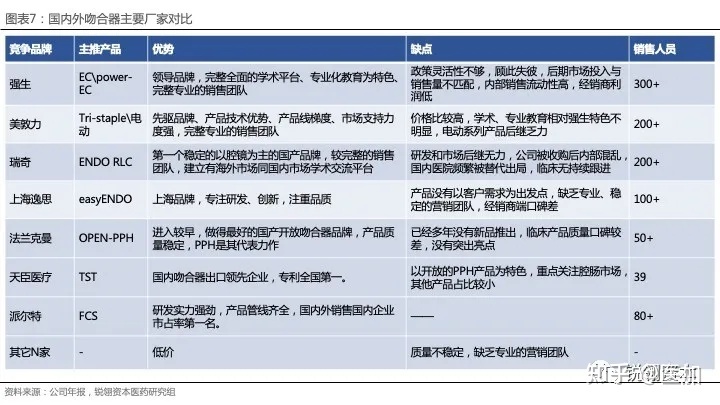 图表7：国内外吻合器主要厂家对比
竞争品牌 主推产品 优势 缺点 销售人员
强生 EC\power-EC 领导品牌，完整全面的学术平台、专业化教育为特色、完整专业的销售团队 政策灵活性不够，顾此失彼，后期市场投入与销售量不匹配，内部销售流动性高，经销商利润低 300+
美敦力 Tri-staple\电动 先驱品牌、产品技术优势、产品线梯度、市场支持力度强，完整专业的销售团队 价格比较高，学术、专业教育相对强生特色不明显，电动系列产品后继乏力 200+
瑞奇 ENDO RLC 第一个稳定的以腔镜为主的国产品牌，较完整的销售团队，建立有海外市场同国内市场学术交流平台 研发和市场后继无力，公司被收购后内部混乱，国内医院频繁被替代出局，临床无持续跟进 200+
上海逸思 easyENDO 上海品牌，专注研发、创新，注重品质 产品没有以客户需求为出发点，缺乏专业、稳定的营销团队，经销商端口碑差 100+
法兰克曼 OPEN-PPH 进入较早，做得最好的国产开放吻合器品牌，产品质量稳定，PPH是其代表力作 已经多年没有新品推出，临床产品质量口碑较差，没有突出亮点 50+
天臣医疗 TST 国内吻合器出口领先企业，专利全国第一。 以开放的PPH产品为特色，重点关注肛肠市场，其他产品占比较小 39
派尔特 FCS 研发实力强劲，产品管线齐全，国内外销售国内企业市占率第一名。 —— 80+
其它N家 - 低价 质量不稳定，缺乏专业的营销团队 -
资料来源：公司年报，锐翎资本医药研究组
知乎 @锐翎医加